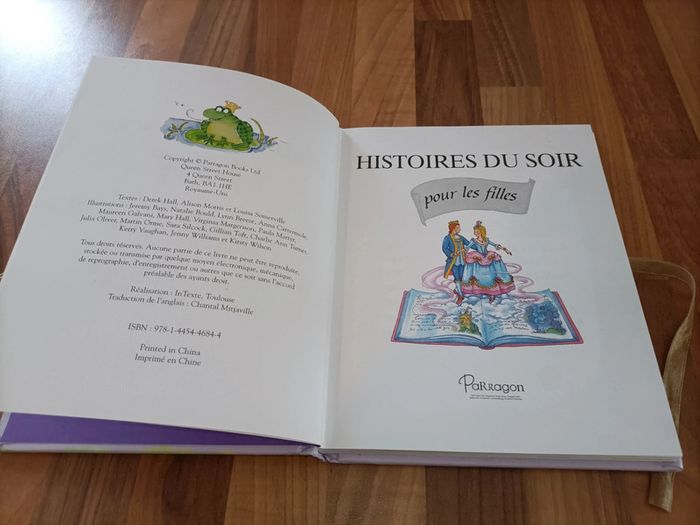 Copyright © Parragon Books Ltd
Queen Street House
4 Queen Street
Bath, BA1 1HE
Royaume-Uni
Textes : Derek Hall, Alison Morris et Louisa Somerville
Illustrations : Jeremy Bays, Natalie Bould, Lynn Breeze, Anna Cuttermole,
Maureen Galvani, Mary Hall, Virginia Margerison, Paula Martyr,
Julia Oliver, Martin Orme, Sara Silcock, Gillian Toft, Charlie Ann Turner,
Kerry Vaughan, Jenny Williams et Kirsty Wilson
Tous droits réservés. Aucune partie de ce livre ne peut être reproduite,
stockée ou transmise par quelque moyen électronique, mécanique,
de reprographie, d'enregistrement ou autres que ce soit sans l'accord
préalable des ayants droit.
Réalisation : InTexte, Toulouse
Traduction de l'anglais : Chantal Mitjaville
ISBN : 978-1-4454-4684-4
Printed in China
Imprimé en Chine
HISTOIRES DU SOIR
pour les filles
PaRRagon